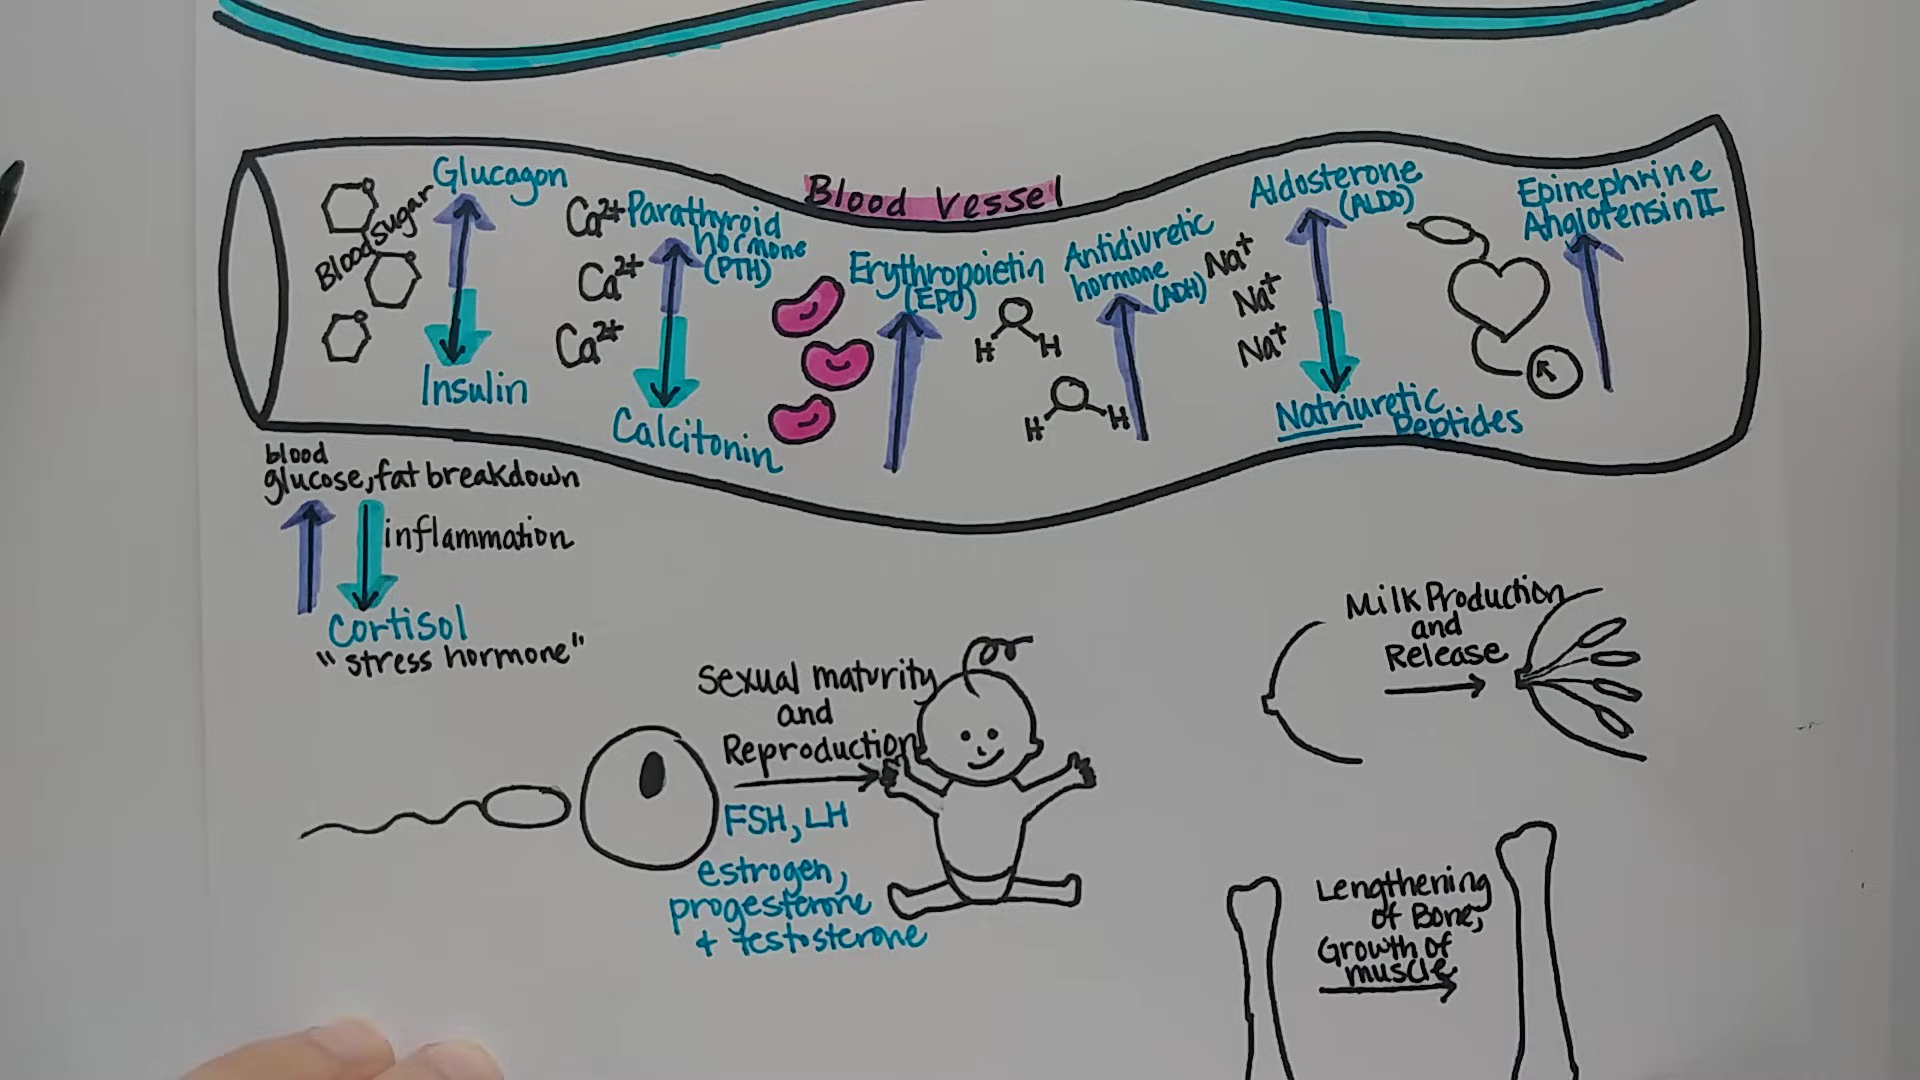 Blood Vessel
Glucagon
Blood sugar
Insulin
Ca2+
Ca2+
Ca2+
Parathyroid
hormone
(PTH)
Calcitonin
Erythropoietin
(EPO)
H H
H H
Antidiuretic
hormone
(ADH)
Aldosterone
(ALDO)
Na+
Na+
Na+
Natriuretic
Peptides
Epinephrine
Angiotensin II
blood
glucose, fat breakdown
inflammation
Cortisol
"stress hormone"
Sexual maturity
and
Reproduction
FSH, LH
estrogen,
progesterone
+ testosterone
Milk Production
and
Release
Lengthening
of Bone,
Growth of
muscle